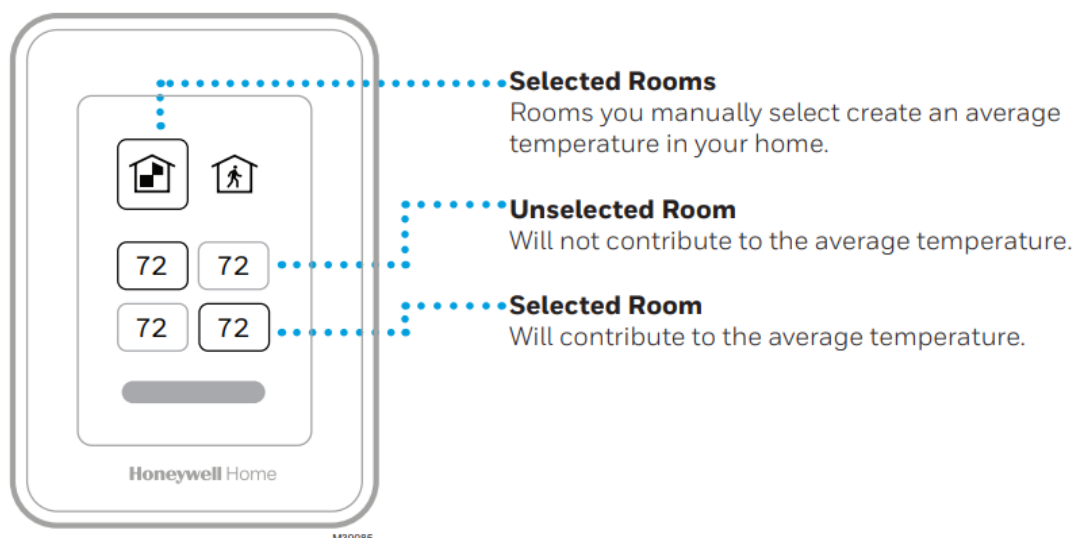 Selected Rooms
Rooms you manually select create an average
temperature in your home.
Unselected Room
Will not contribute to the average temperature.
72 72
Selected Room
Will contribute to the average temperature.
72 72
Honeywell Home